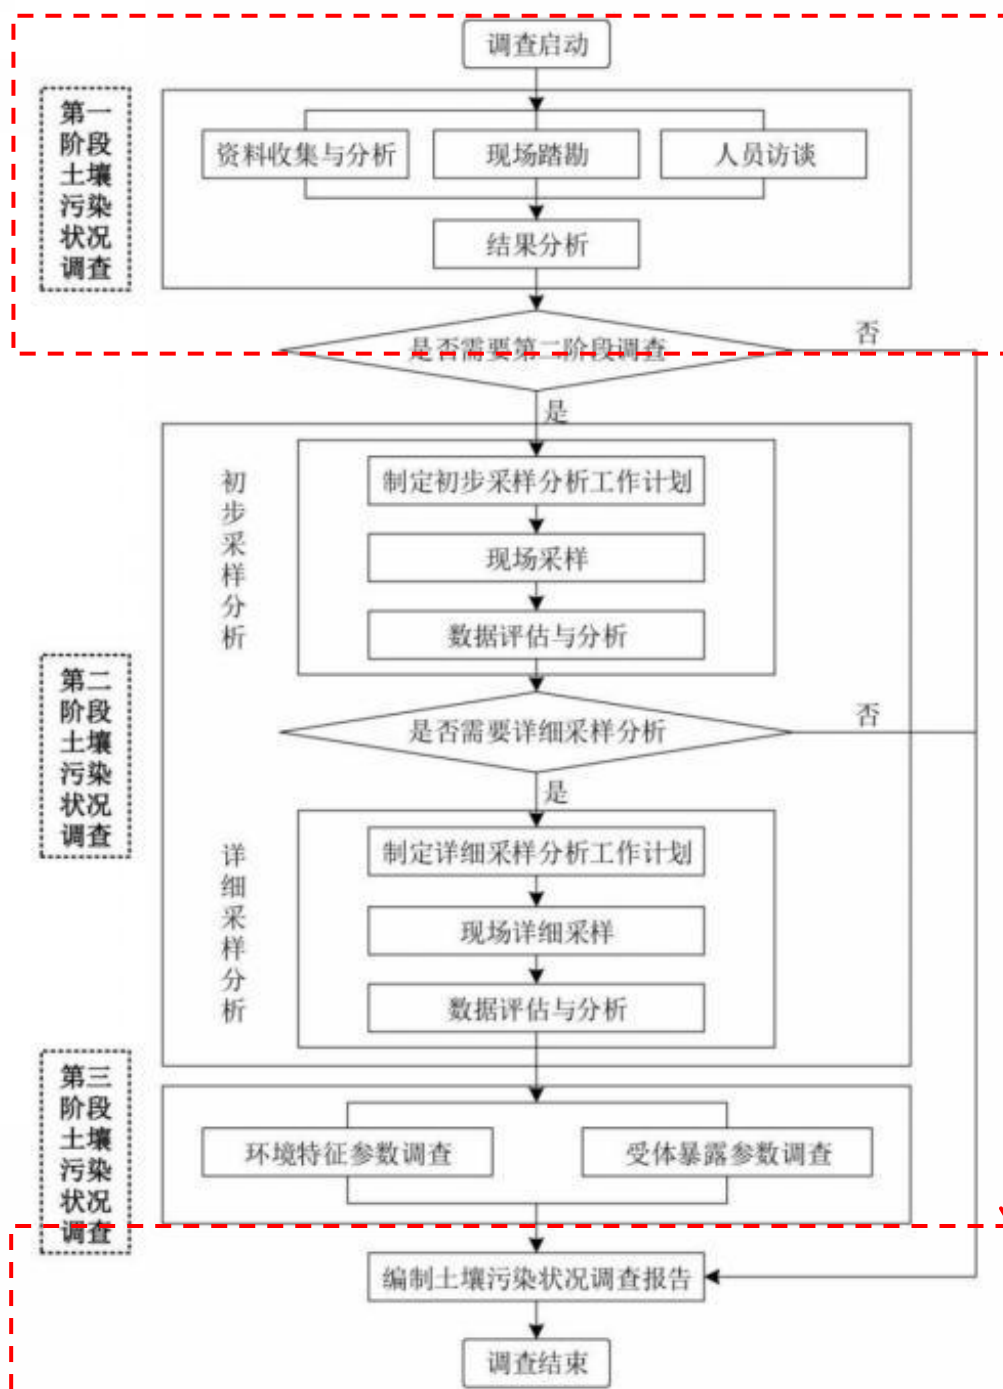 调查启动
第一
阶段
土壤
污染
状况
调查
资料收集与分析
现场踏勘
人员访谈
结果分析
是否需要第二阶段调查
否
是
初
步
采
样
分
析
制定初步采样分析工作计划
现场采样
数据评估与分析
第二
阶段
土壤
污染
状况
调查
是否需要详细采样分析
否
是
详
细
采
样
分
析
制定详细采样分析工作计划
现场详细采样
数据评估与分析
第三
阶段
土壤
污染
状况
调查
环境特征参数调查
受体暴露参数调查
编制土壤污染状况调查报告
调查结束